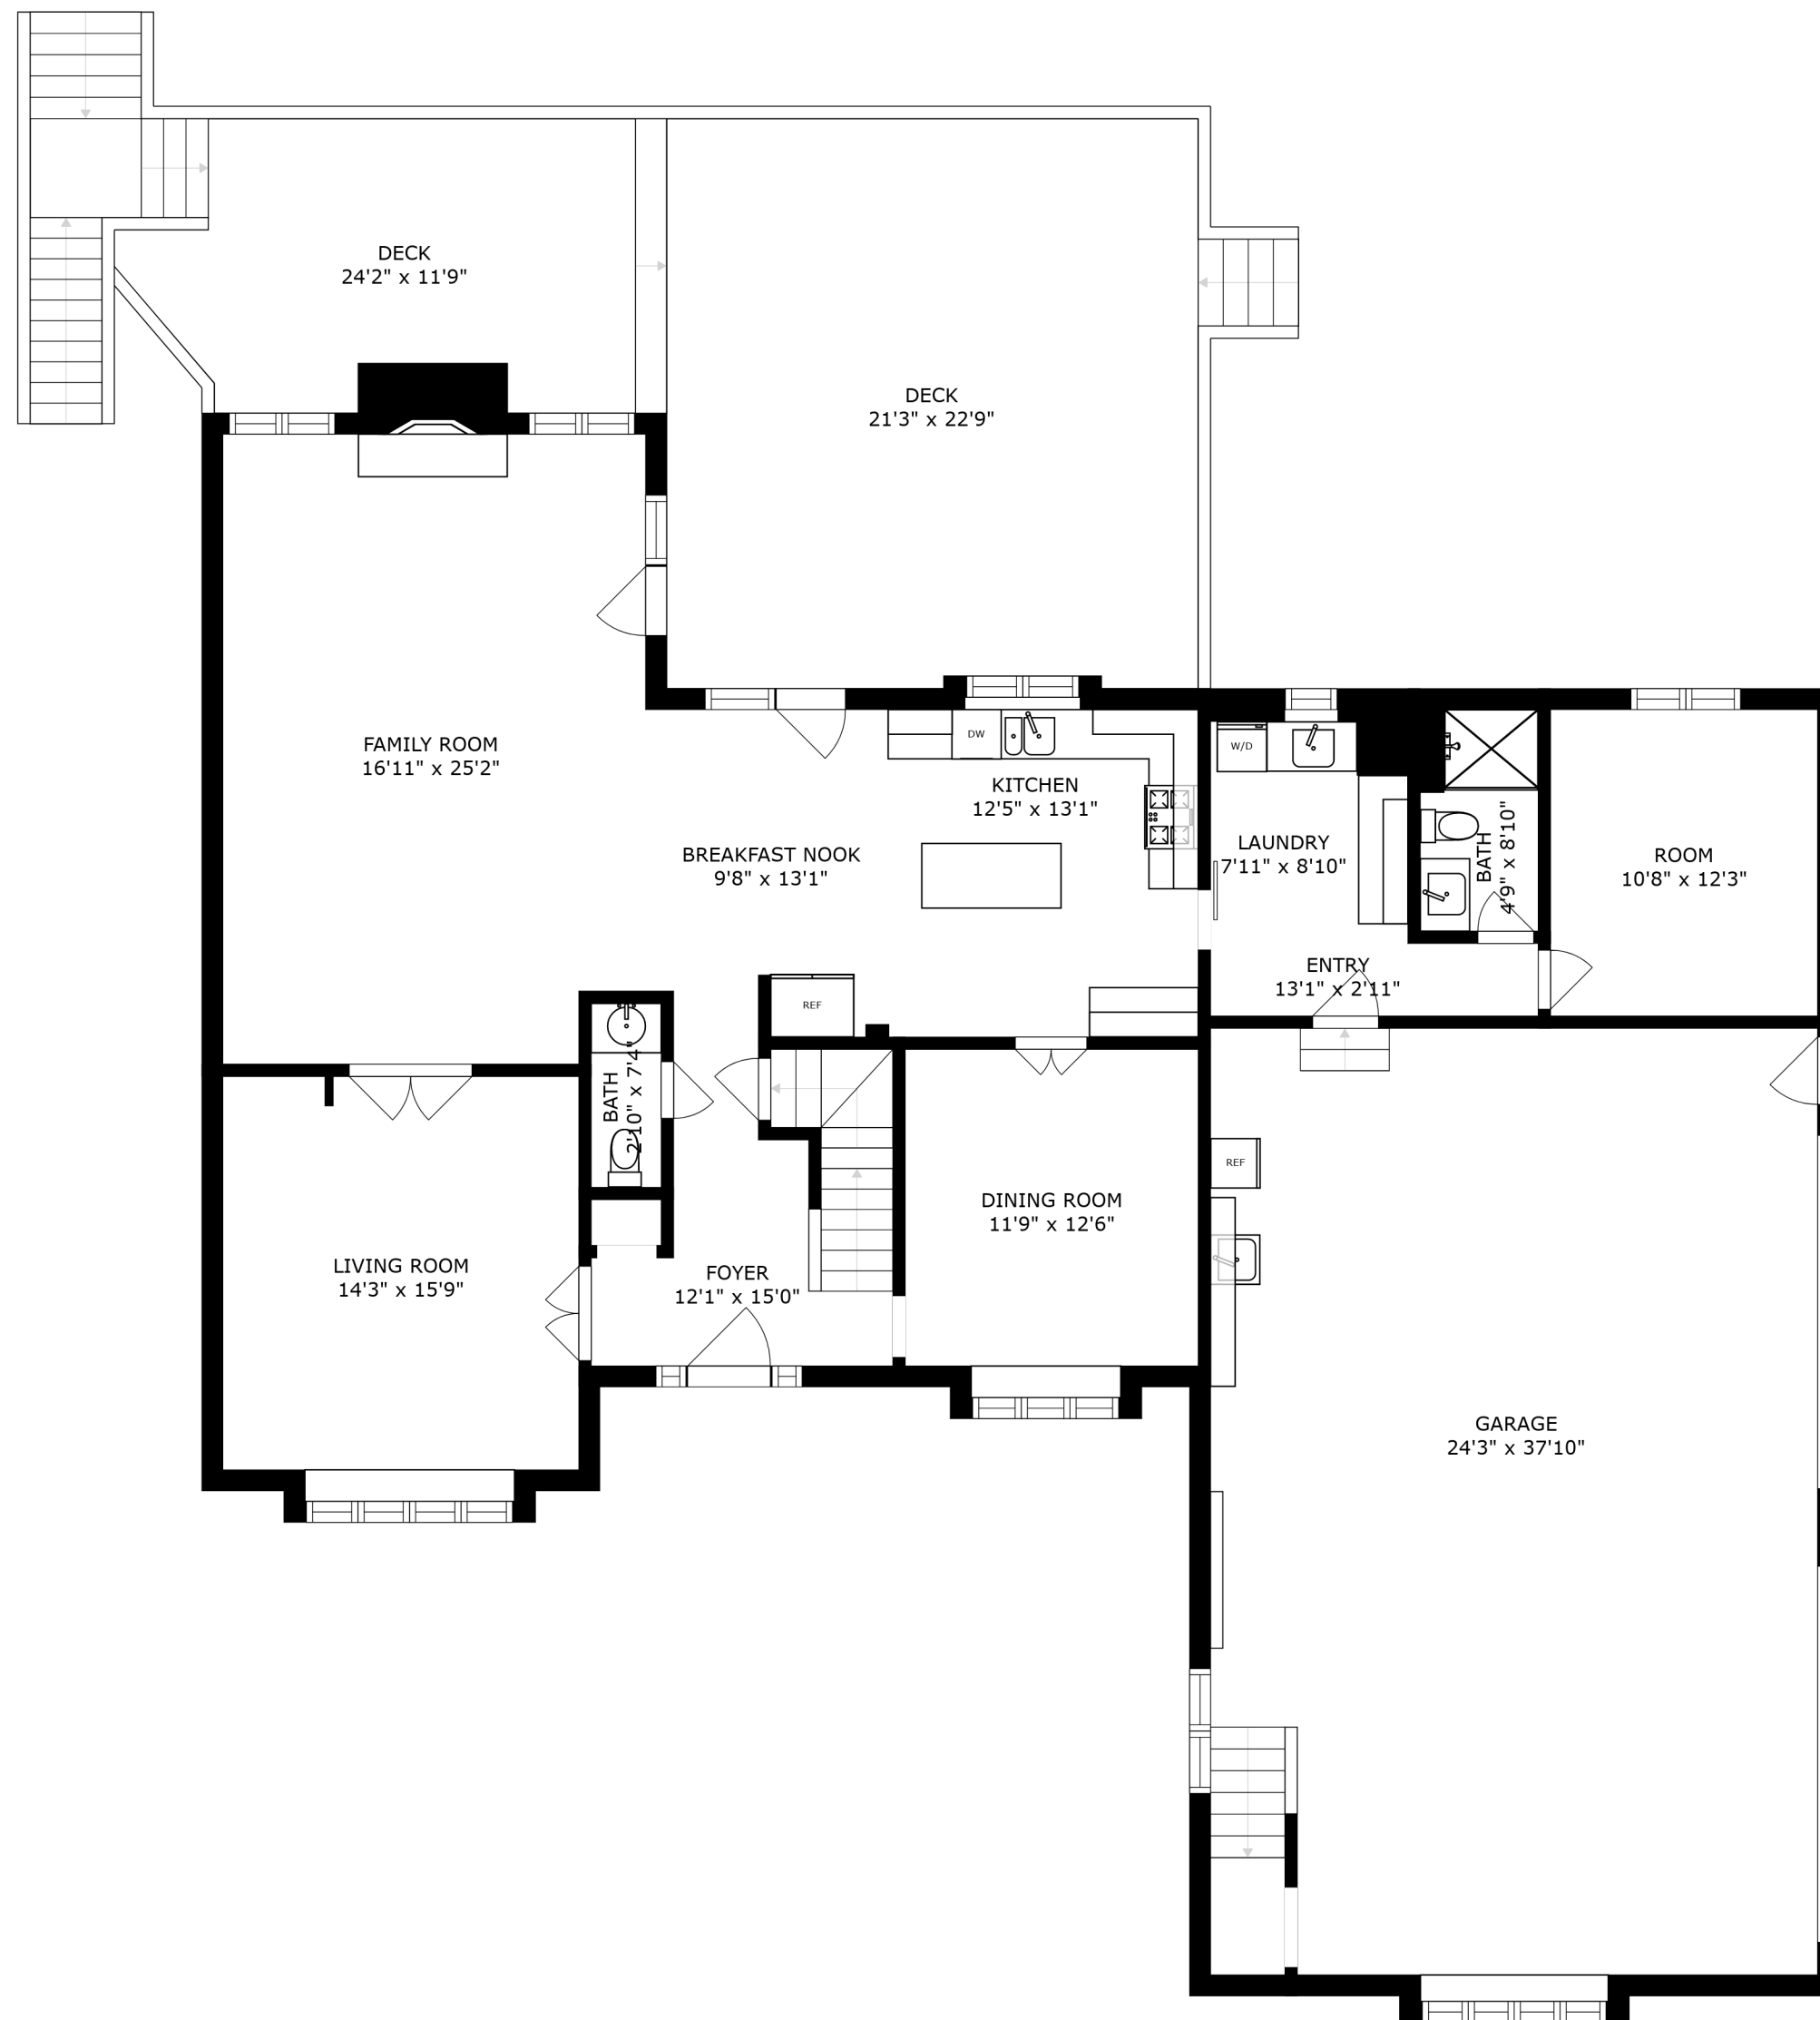 DECK
24'2" x 11'9"
DECK
21'3" x 22'9"
FAMILY ROOM
16'11" x 25'2"
DW
W/D
KITCHEN
12'5" x 13'1"
BREAKFAST NOOK
9'8" x 13'1"
LAUNDRY
7'11" x 8'10"
BATH
4'9" x 8'10"
ROOM
10'8" x 12'3"
ENTRY
13'1" x 2'11"
REF
BATH
2'10" x 7'4"
REF
DINING ROOM
11'9" x 12'6"
LIVING ROOM
14'3" x 15'9"
FOYER
12'1" x 15'0"
GARAGE
24'3" x 37'10"